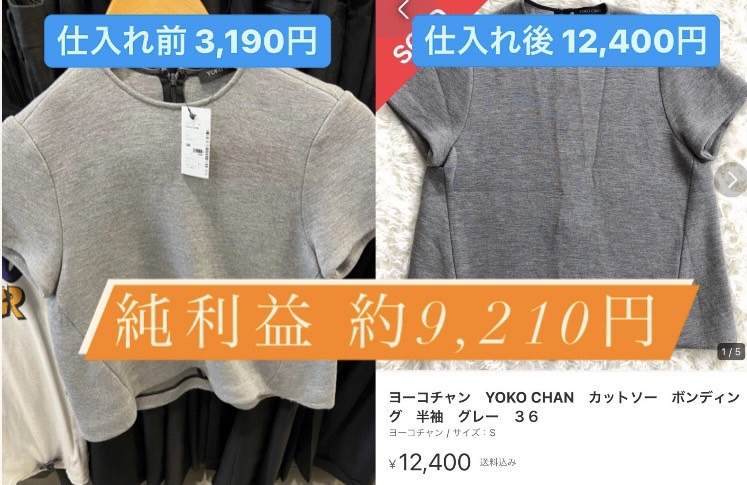 仕入れ前 3,190円
仕入れ後 12,400円
YOKO CHAN
純利益 約9,210円
1 / 5
ヨーコチャン　YOKO CHAN　カットソー　ボンディン
グ　半袖　グレー　３６
ヨーコチャン / サイズ：S
¥12,400 送料込み